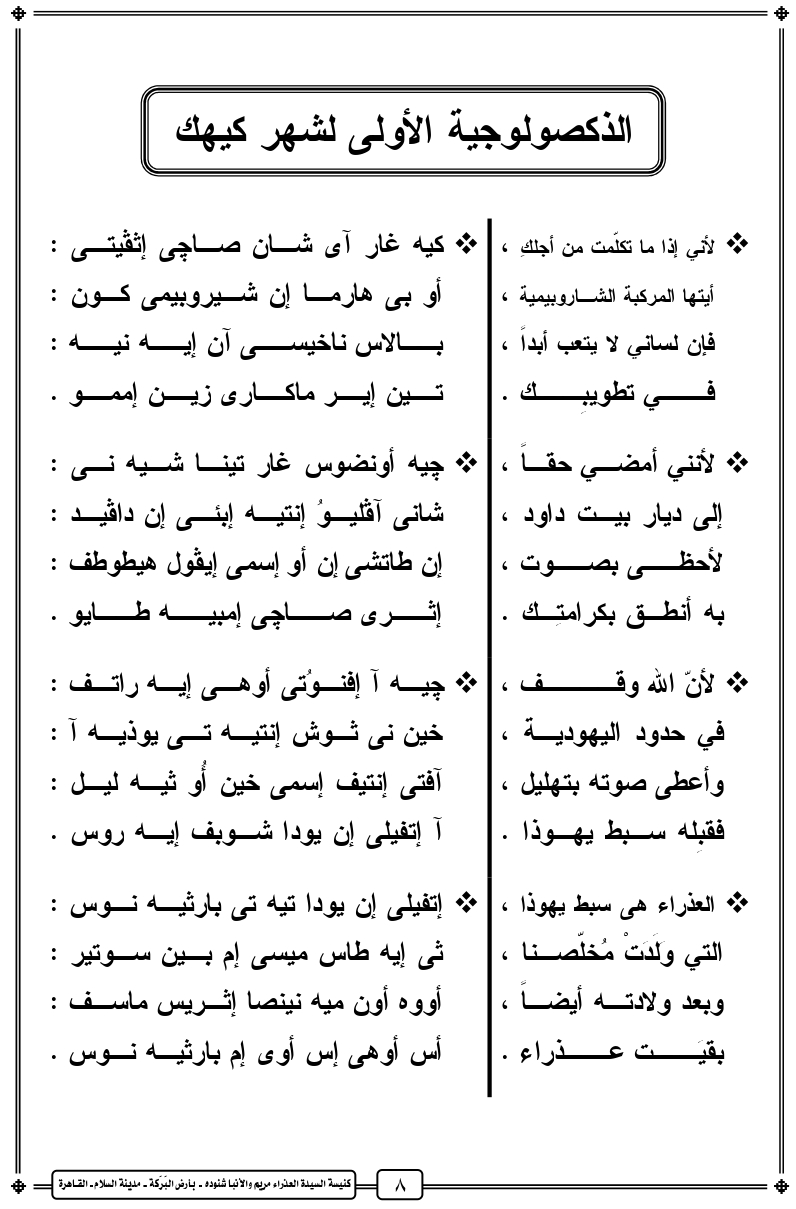 الذكصولوجية الأولى لشهر كيهك
❖ لأني إذا ما تكلّمت من أجلكِ ،
أيتها المركبة الشاروبيمية ،
فإن لساني لا يتعب أبداً ،
في تطويبِك .
❖ لأنني أمضي حقاً ،
إلى ديار بيت داود ،
لأحظى بصوت ،
به أنطق بكرامتِك .
❖ لأنّ الله وقف ،
في حدود اليهودية ،
وأعطى صوته بتهليل ،
فقبِله سبط يهوذا .
❖ العذراء هى سبط يهوذا ،
التي وَلَدَتْ مُخلّصنا ،
وبعد ولادته أيضاً ،
بقيَت عذراء .
❖ كيه غار آى شان صاچى إثڤيتى :
أو بى هارما إن شيروبيمى كون :
بالاس ناخيسى آن إيه نيه :
تين إير ماكارى زين إممو .
❖ چيه أونضوس غار تينا شيه نى :
شانى آڤليوُ إنتيه إبئى إن داڤيد :
إن طاتشى إن أو إسمى إيڤول هيطوطف :
إثرى صاچى إمبيه طايو .
❖ چيه آ إفنوُتى أوهى إيه راتف :
خين نى ثوش إنتيه تى يوذيه آ :
آفتى إنتيف إسمى خين أُو ثيه ليل :
آ إتفيلى إن يودا شوبف إيه روس .
❖ إتفيلى إن يودا تيه تى بارثيه نوس :
ثى إيه طاس ميسى إم بين سوتير :
أووه أون ميه نينصا إثريس ماسف :
أس أوهى إس أوى إم بارثيه نوس .
٨
كنيسة السيدة العذراء مريم والأنبا شنوده - بأرض البَرَكة - مدينة السلام- القاهرة